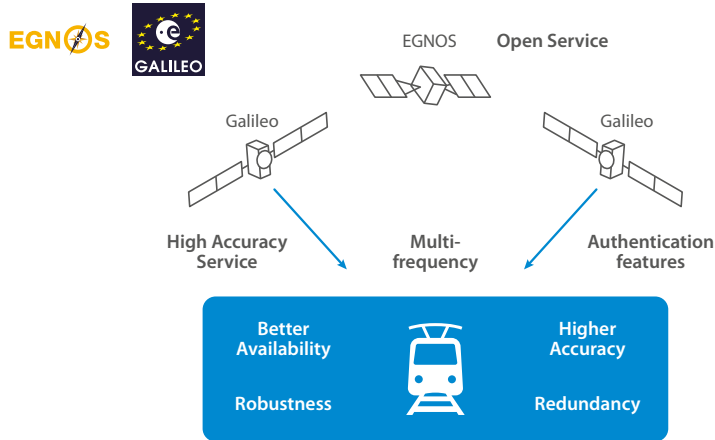 EGNOS
GALILEO
EGNOS Open Service
Galileo
Galileo
High Accuracy
Service
Multi-
frequency
Authentication
features
Better
Availability
Higher
Accuracy
Robustness
Redundancy